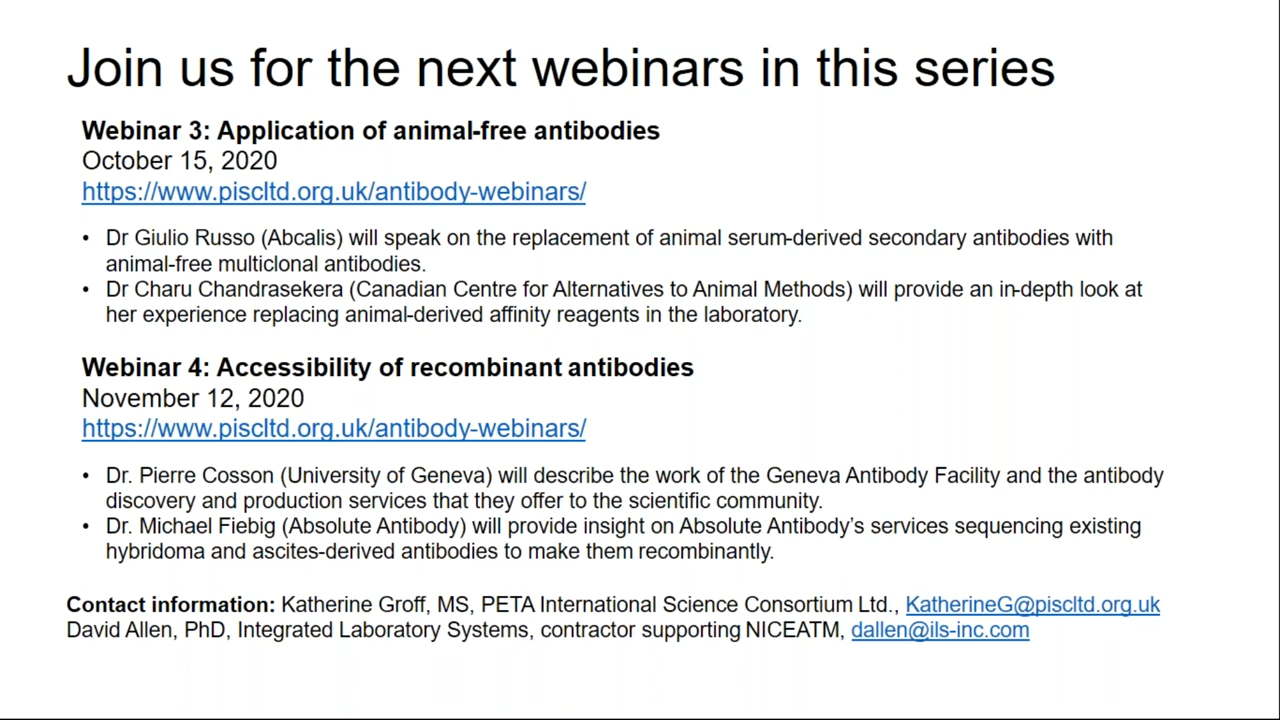 Join us for the next webinars in this series
Webinar 3: Application of animal-free antibodies
October 15, 2020
https://www.piscltd.org.uk/antibody-webinars/
• Dr Giulio Russo (Abcalis) will speak on the replacement of animal serum-derived secondary antibodies with
animal-free multiclonal antibodies.
• Dr Charu Chandrasekera (Canadian Centre for Alternatives to Animal Methods) will provide an in-depth look at
her experience replacing animal-derived affinity reagents in the laboratory.
Webinar 4: Accessibility of recombinant antibodies
November 12, 2020
https://www.piscltd.org.uk/antibody-webinars/
• Dr. Pierre Cosson (University of Geneva) will describe the work of the Geneva Antibody Facility and the antibody
discovery and production services that they offer to the scientific community.
• Dr. Michael Fiebig (Absolute Antibody) will provide insight on Absolute Antibody’s services sequencing existing
hybridoma and ascites-derived antibodies to make them recombinantly.
Contact information: Katherine Groff, MS, PETA International Science Consortium Ltd., KatherineG@piscltd.org.uk
David Allen, PhD, Integrated Laboratory Systems, contractor supporting NICEATM, dallen@ils-inc.com